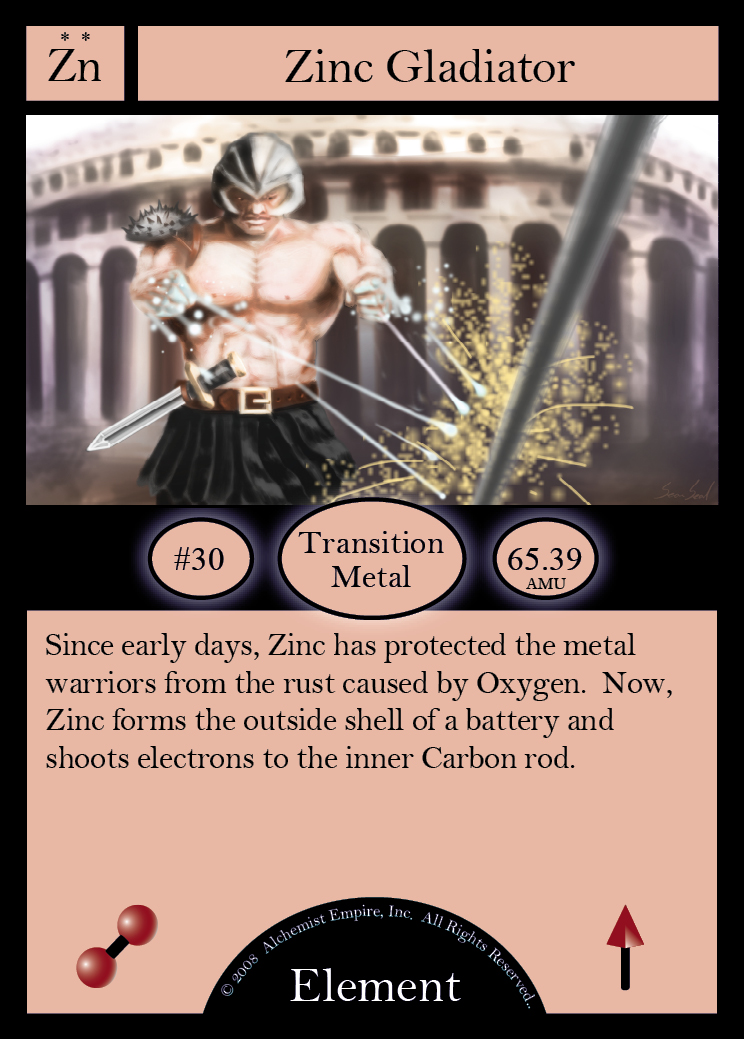 * *
Zn
Zinc Gladiator
#30
Transition
Metal
65.39
AMU
Since early days, Zinc has protected the metal
warriors from the rust caused by Oxygen.  Now,
Zinc forms the outside shell of a battery and
shoots electrons to the inner Carbon rod.
© 2008  Alchemist Empire, Inc.  All Rights Reserved..
Element